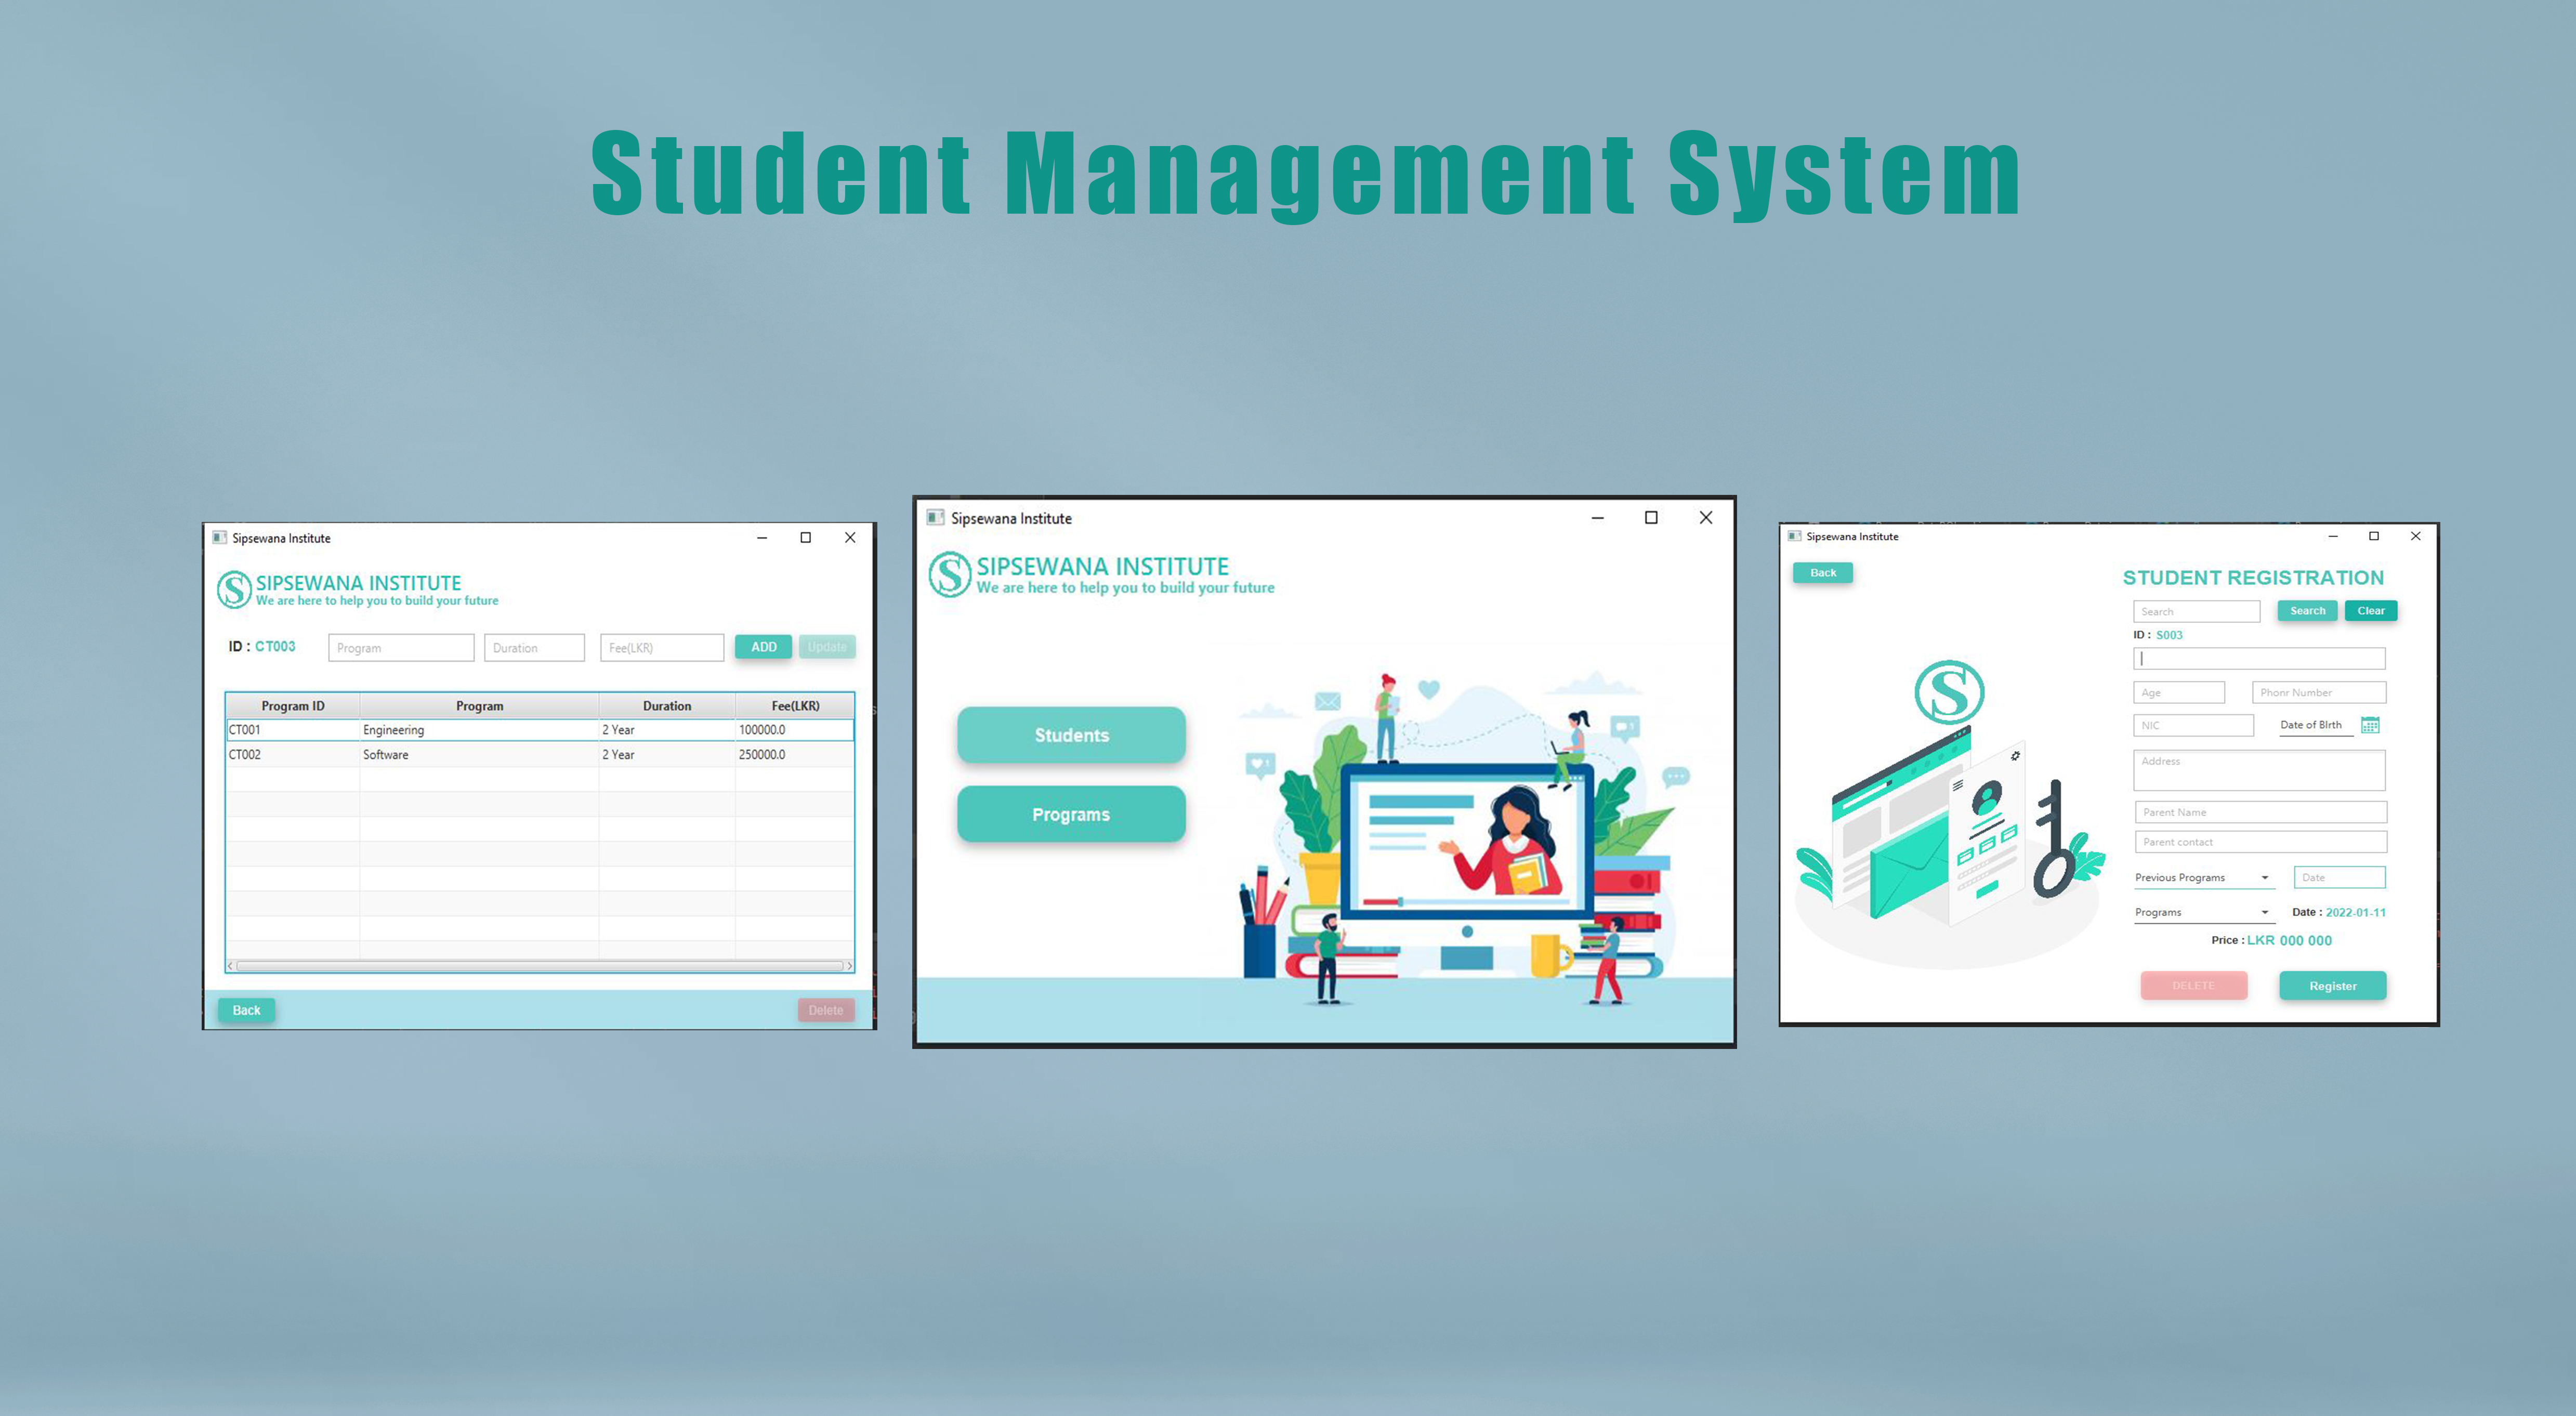 Student Management System
Sipsewana Institute
SIPSEWANA INSTITUTE
We are here to help you to build your future
ID : CT003 Program Duration Fee(LKR) ADD Update
Program ID Program Duration Fee(LKR)
CT001 Engineering 2 Year 100000.0
CT002 Software 2 Year 250000.0
Back Delete
Sipsewana Institute
SIPSEWANA INSTITUTE
We are here to help you to build your future
Students
Programs
Sipsewana Institute
Back
STUDENT REGISTRATION
Search Search Clear
ID : S003
Age Phonr Number
NIC Date of BIrth
Address
Parent Name
Parent contact
Previous Programs Date
Programs Date : 2022-01-11
Price : LKR 000 000
DELETE Register